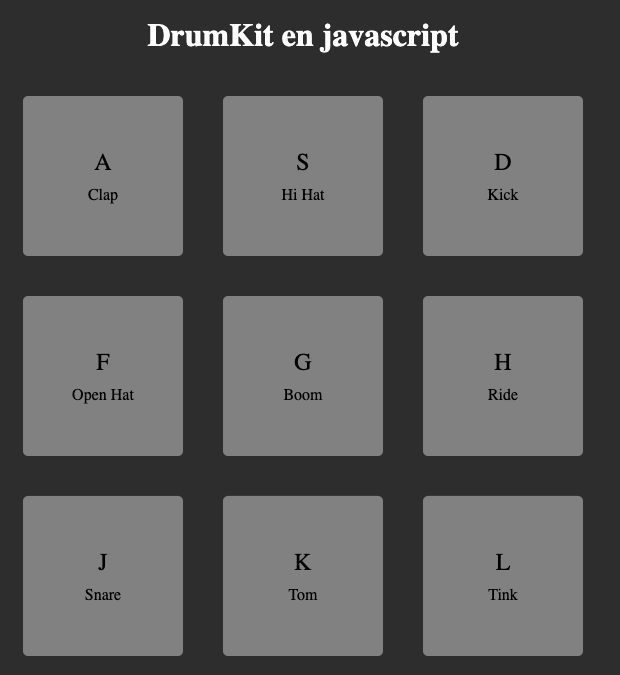 DrumKit en javascript
A
Clap
S
Hi Hat
D
Kick
F
Open Hat
G
Boom
H
Ride
J
Snare
K
Tom
L
Tink